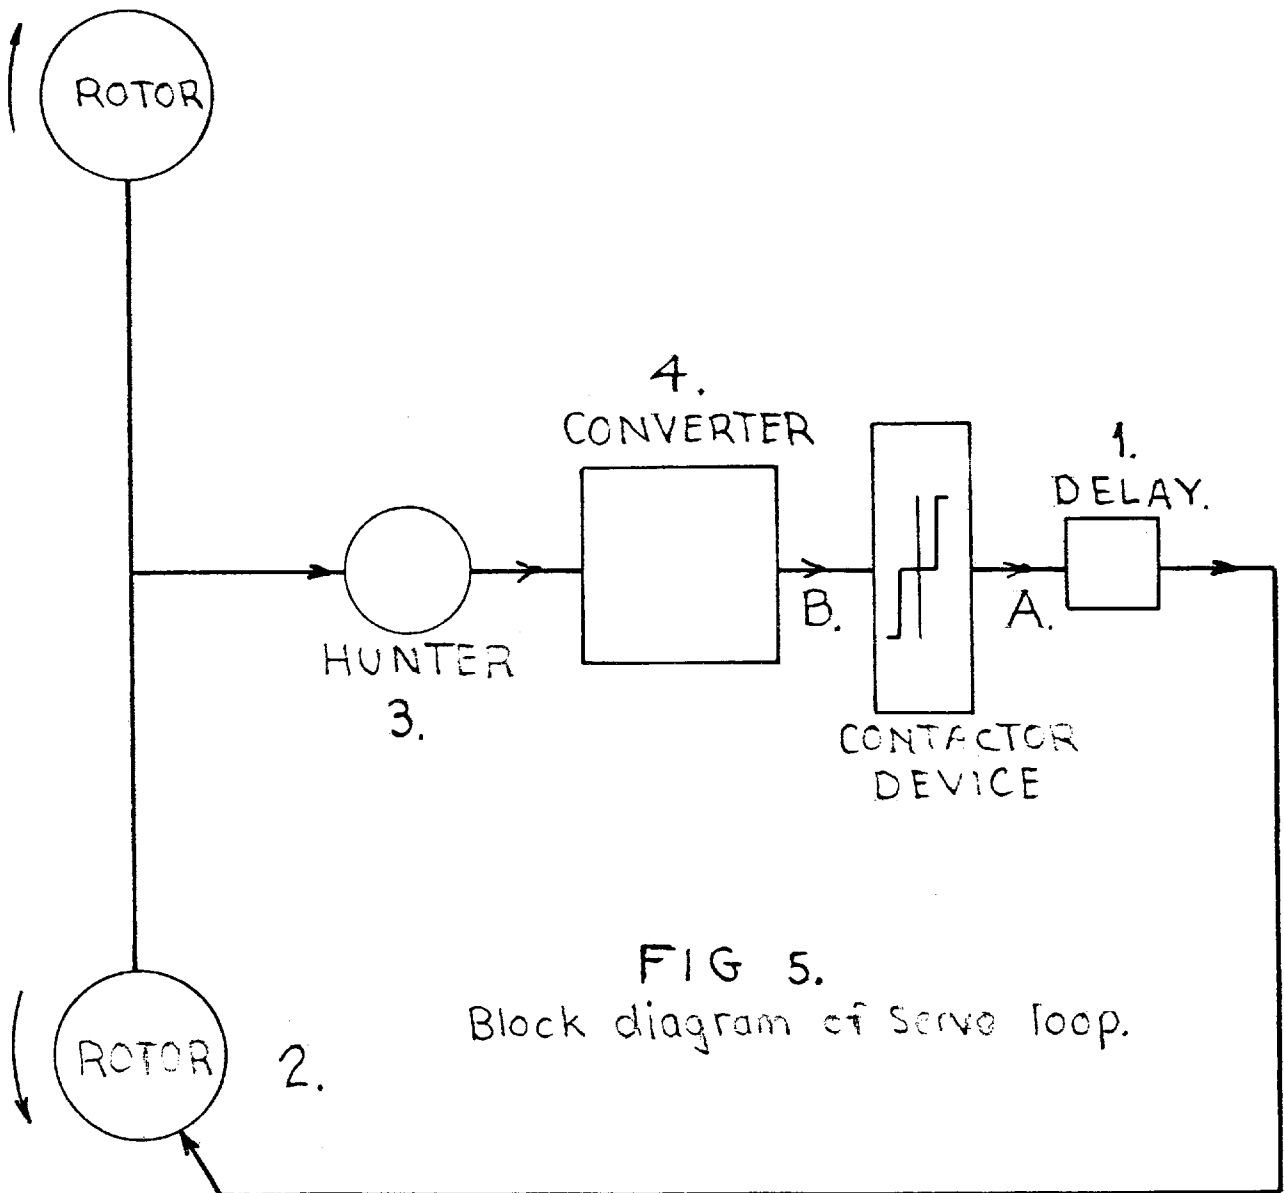 ROTOR
4.
CONVERTER
1.
DELAY.
B.
A.
HUNTER
3.
CONTACTOR
DEVICE
FIG 5.
Block diagram of servo loop.
ROTOR
2.